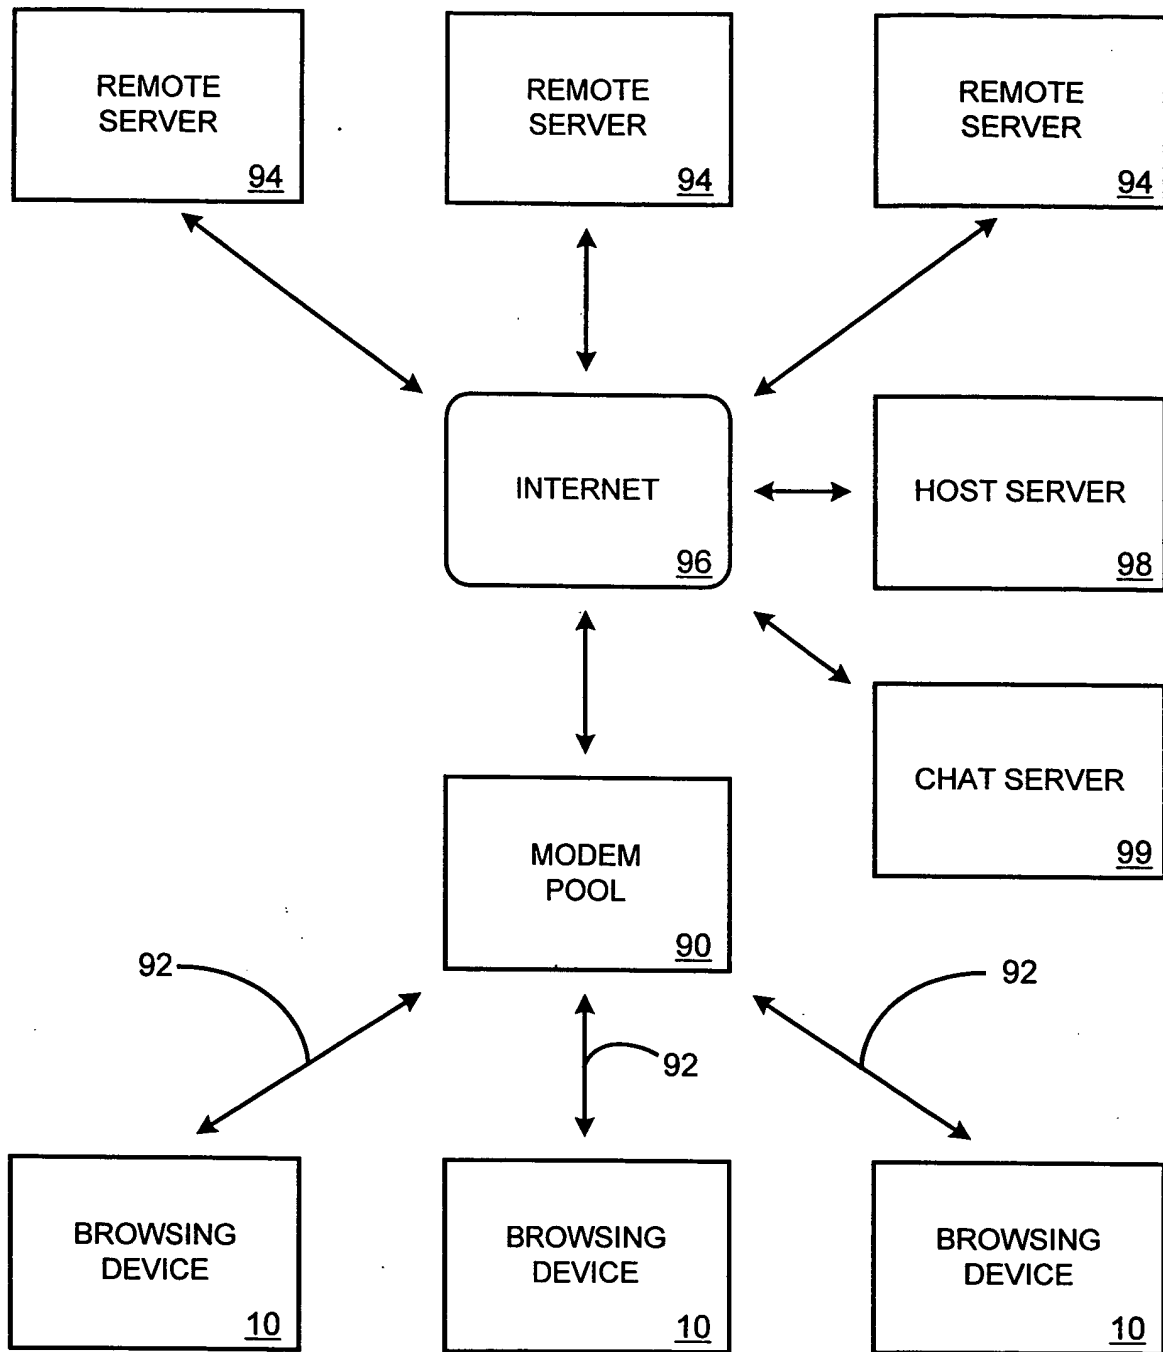 REMOTE
SERVER
94
REMOTE
SERVER
94
REMOTE
SERVER
94
INTERNET
96
HOST SERVER
98
CHAT SERVER
99
MODEM
POOL
90
92
92
92
BROWSING
DEVICE
10
BROWSING
DEVICE
10
BROWSING
DEVICE
10